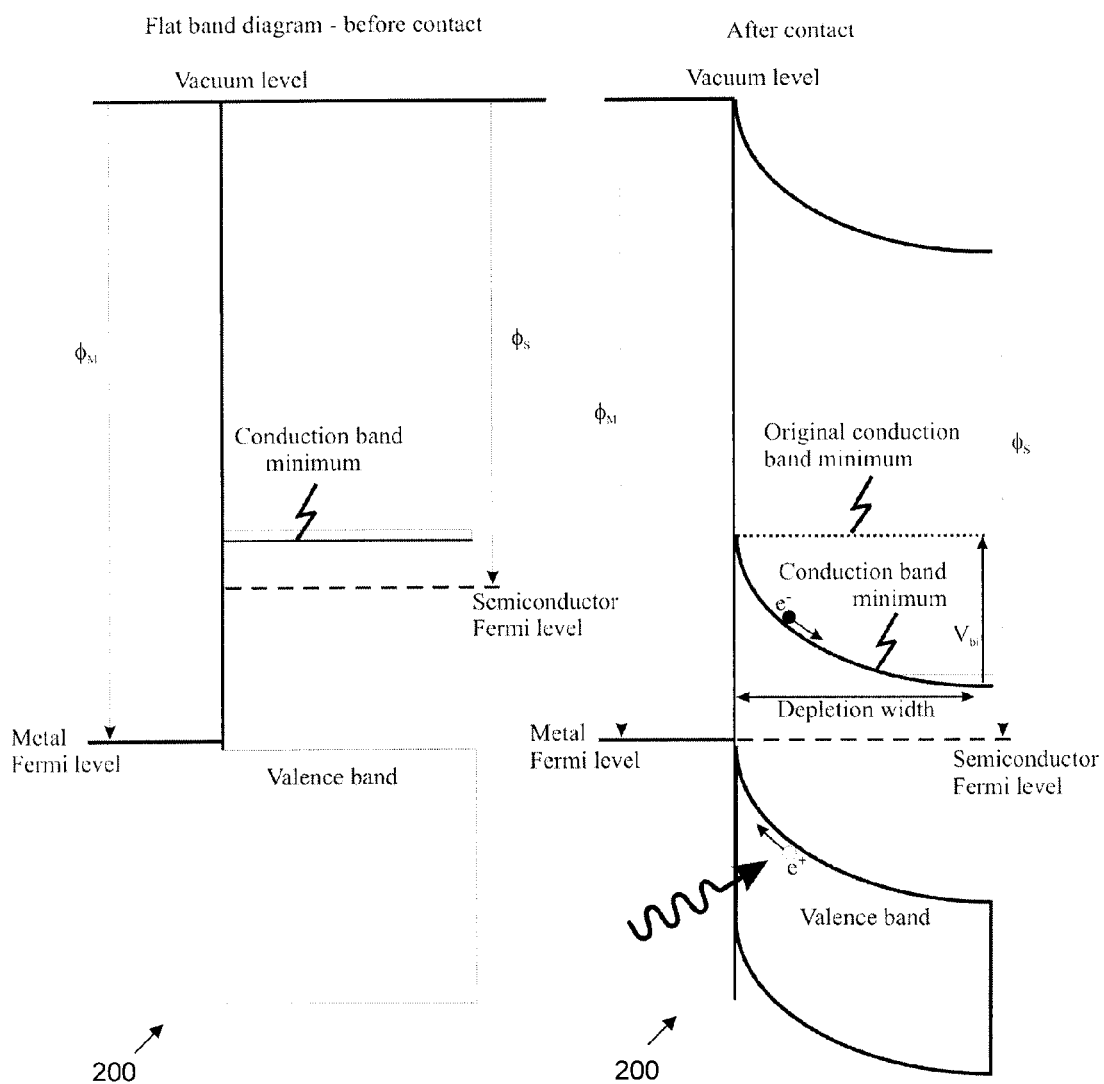 Flat band diagram - before contact
Vacuum level
ϕM
ϕS
Conduction band
minimum
Semiconductor
Fermi level
Metal
Fermi level
Valence band
200
After contact
Vacuum level
ϕM
Original conduction
band minimum
ϕS
Conduction band
minimum
e-
Vbi
Depletion width
Metal
Fermi level
Semiconductor
Fermi level
e+
Valence band
200